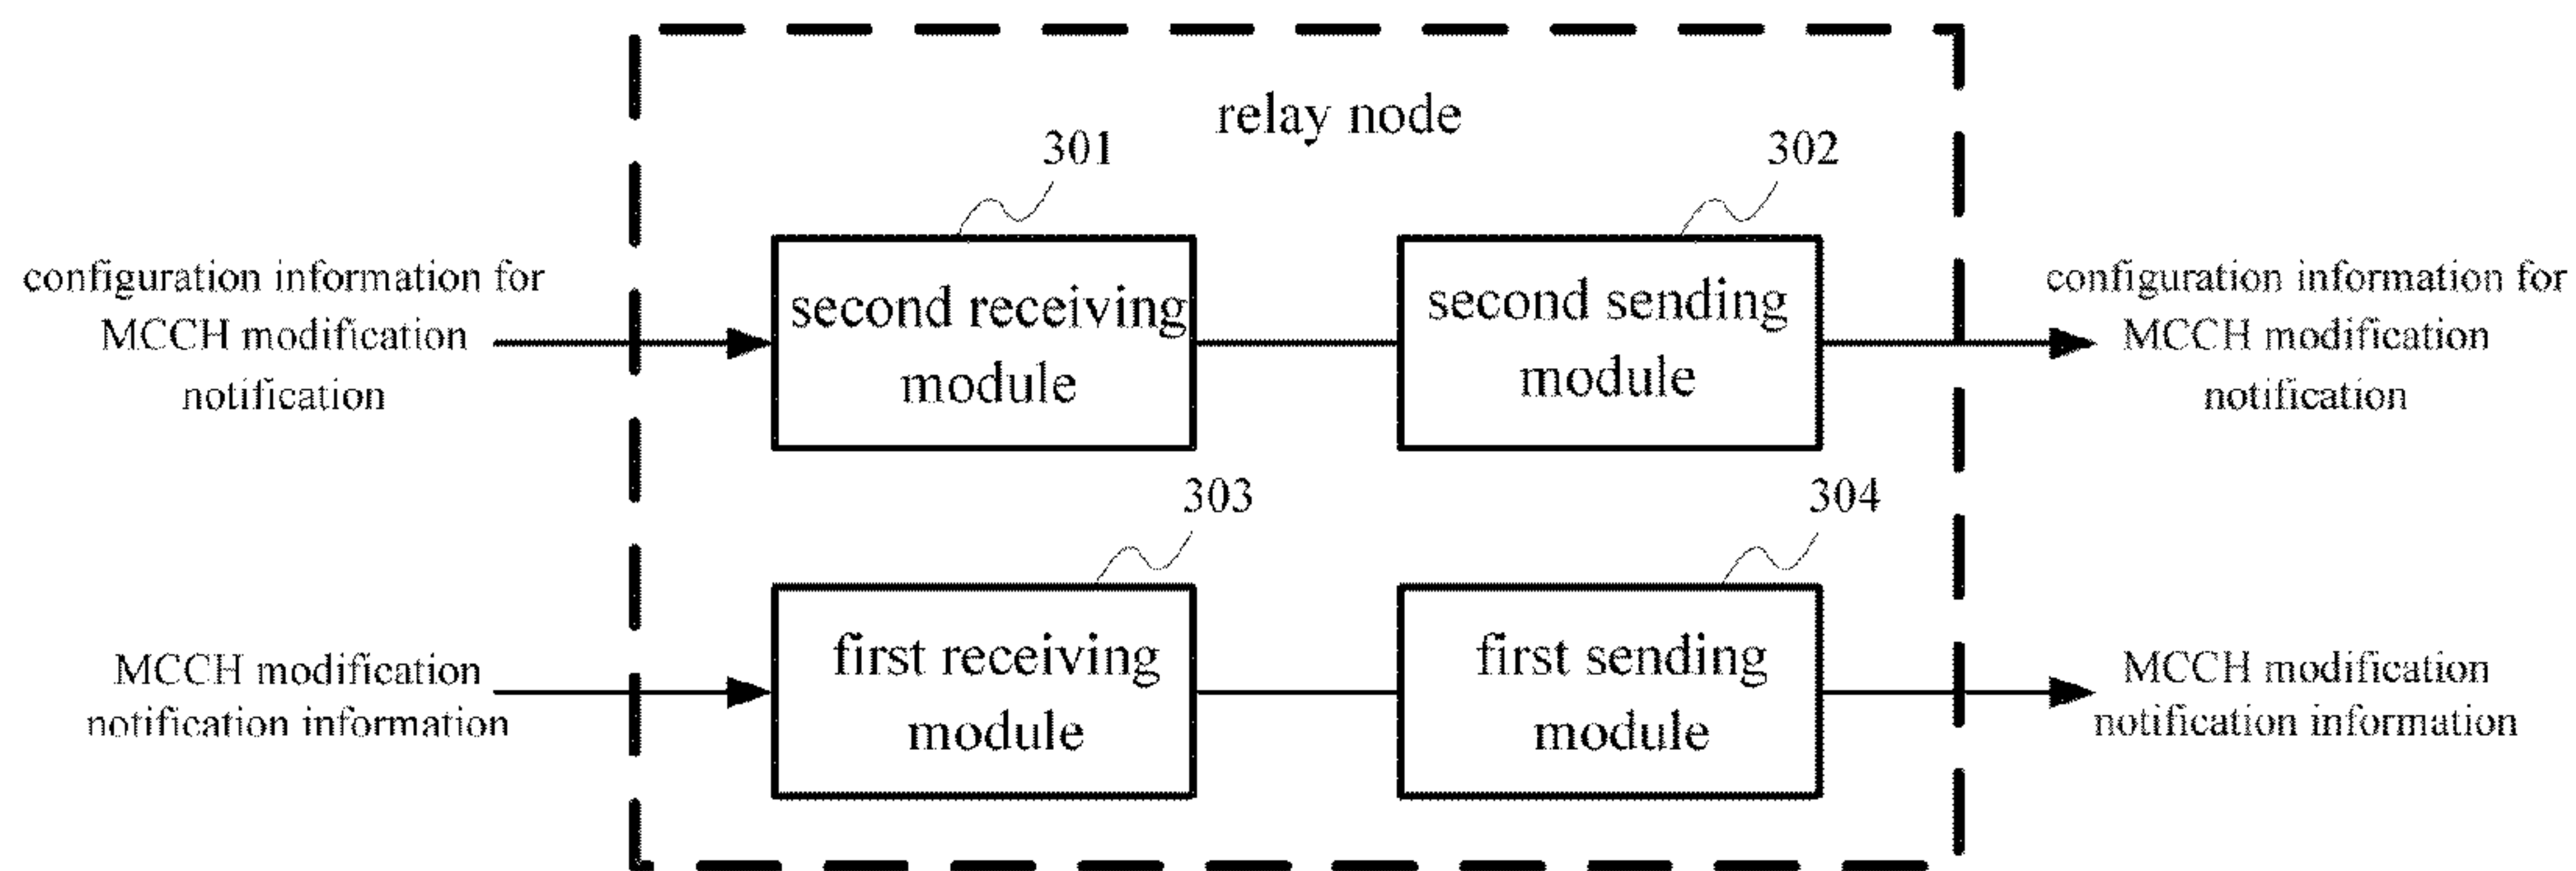 relay node
301
302
configuration information for
MCCH modification
notification
second receiving
module
second sending
module
configuration information for
MCCH modification
notification
303
304
MCCH modification
notification information
first receiving
module
first sending
module
MCCH modification
notification information